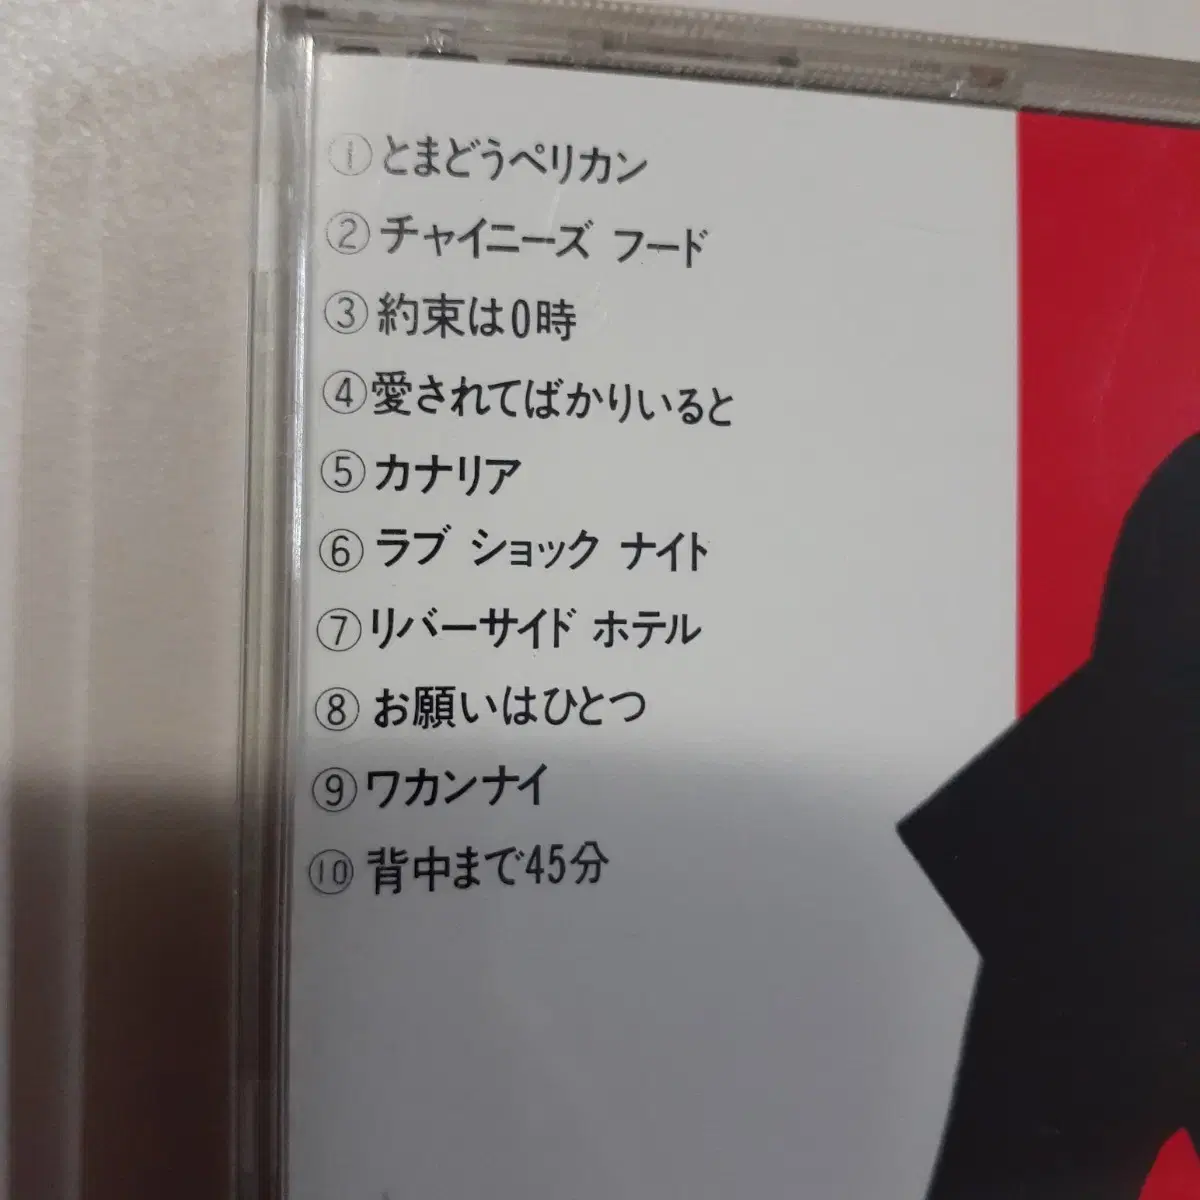 ①とまどうペリカン
②チャイニーズ フード
③約束は0時
④愛されてばかりいると
⑤カナリア
⑥ラブ ショック ナイト
⑦リバーサイド ホテル
⑧お願いはひとつ
⑨ワカンナイ
⑩背中まで45分